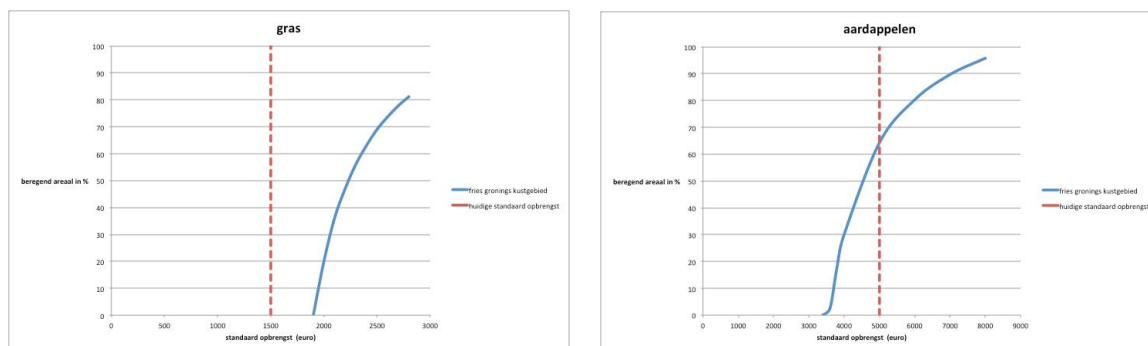 gras
100
90
80
70
60
50
40
30
20
10
0
beregend areaal in %
0 500 1000 1500 2000 2500 3000
standaard opbrengst (euro)
fries gronings kustgebied
huidige standaard opbrengst
aardappelen
100
90
80
70
60
50
40
30
20
10
0
beregend areaal in %
0 1000 2000 3000 4000 5000 6000 7000 8000 9000
standaard opbrengst (euro)
fries gronings kustgebied
huidige standaard opbrengst